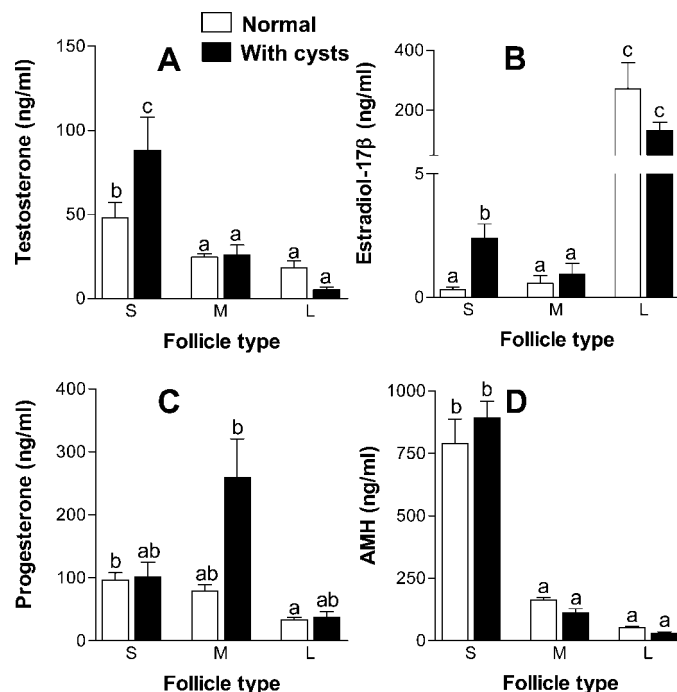 Normal
With cysts
A
Testosterone (ng/ml)
150
100
50
0
b
c
a
a
a
a
S
M
L
Follicle type
B
Estradiol-17β (ng/ml)
400
200
5
0
a
b
a
a
c
c
S
M
L
Follicle type
C
Progesterone (ng/ml)
400
300
200
100
0
b
ab
ab
b
a
ab
S
M
L
Follicle type
D
AMH (ng/ml)
1000
750
500
250
0
b
b
a
a
a
a
S
M
L
Follicle type